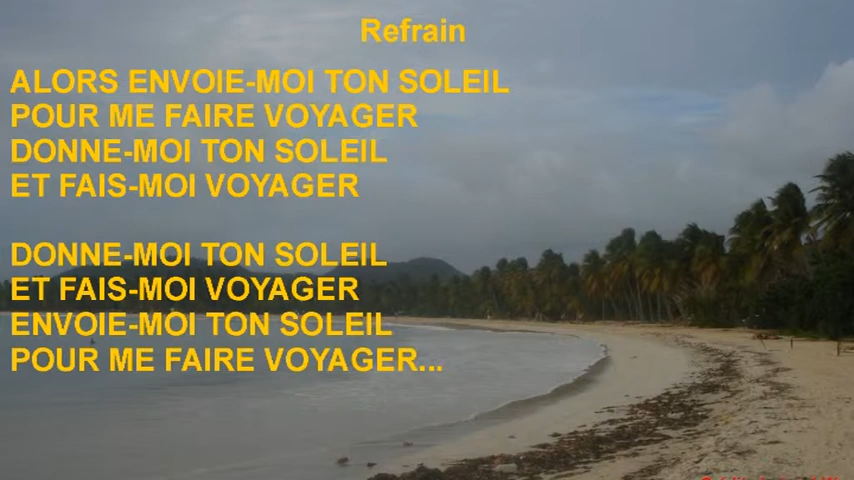 Refrain
ALORS ENVOIE-MOI TON SOLEIL
POUR ME FAIRE VOYAGER
DONNE-MOI TON SOLEIL
ET FAIS-MOI VOYAGER
DONNE-MOI TON SOLEIL
ET FAIS-MOI VOYAGER
ENVOIE-MOI TON SOLEIL
POUR ME FAIRE VOYAGER...